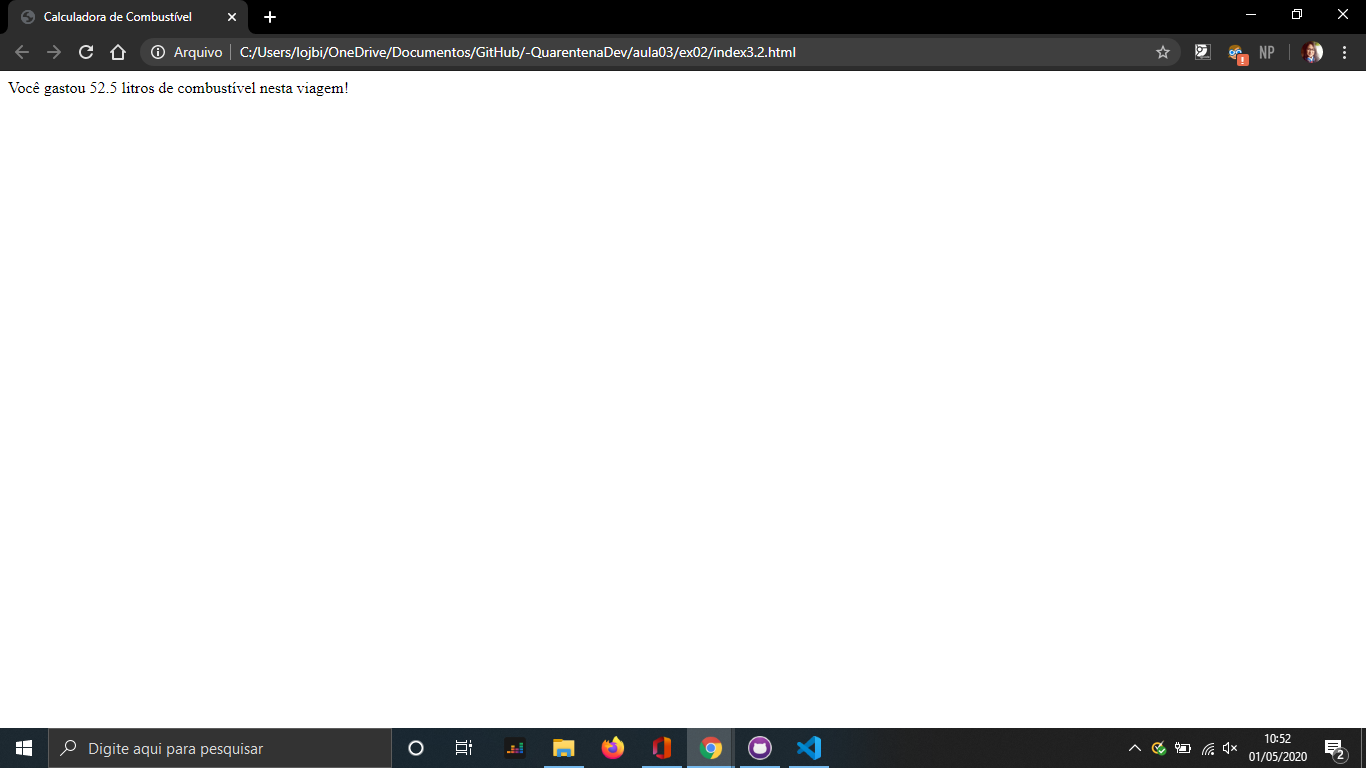 Calculadora de Combustível
Arquivo C:/Users/lojbi/OneDrive/Documentos/GitHub/-QuarentenaDev/aula03/ex02/index3.2.html NP
Você gastou 52.5 litros de combustível nesta viagem!
Digite aqui para pesquisar
10:52
01/05/2020
2